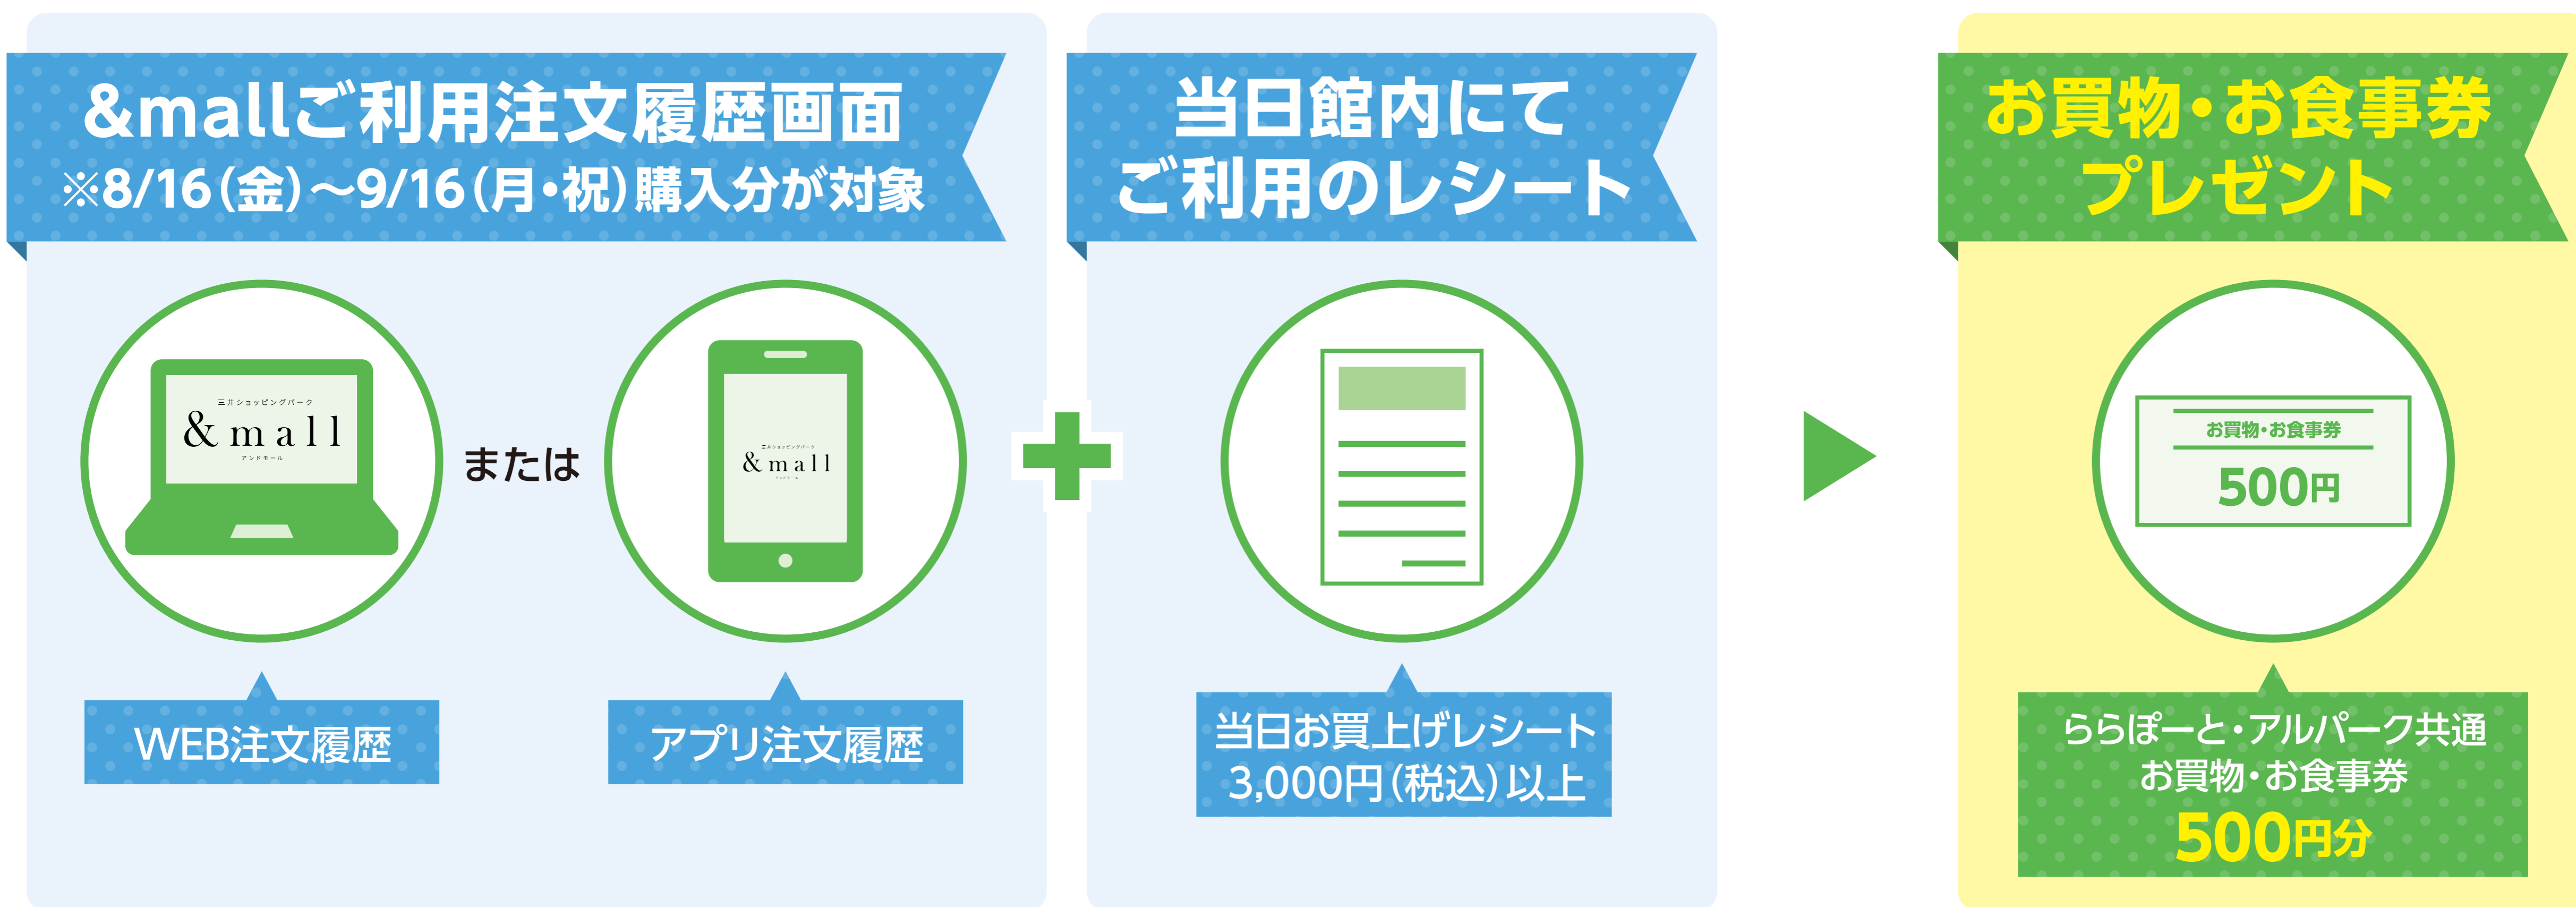 &mallご利用注文履歴画面
※8/16(金)～9/16(月・祝)購入分が対象
三井ショッピングパーク
&mall
アンドモール
WEB注文履歴
または
三井ショッピングパーク
&mall
アンドモール
アプリ注文履歴
当日館内にて
ご利用のレシート
当日お買上げレシート
3,000円(税込)以上
お買物・お食事券
プレゼント
お買物・お食事券
500円
ららぽーと・アルパーク共通
お買物・お食事券
500円分